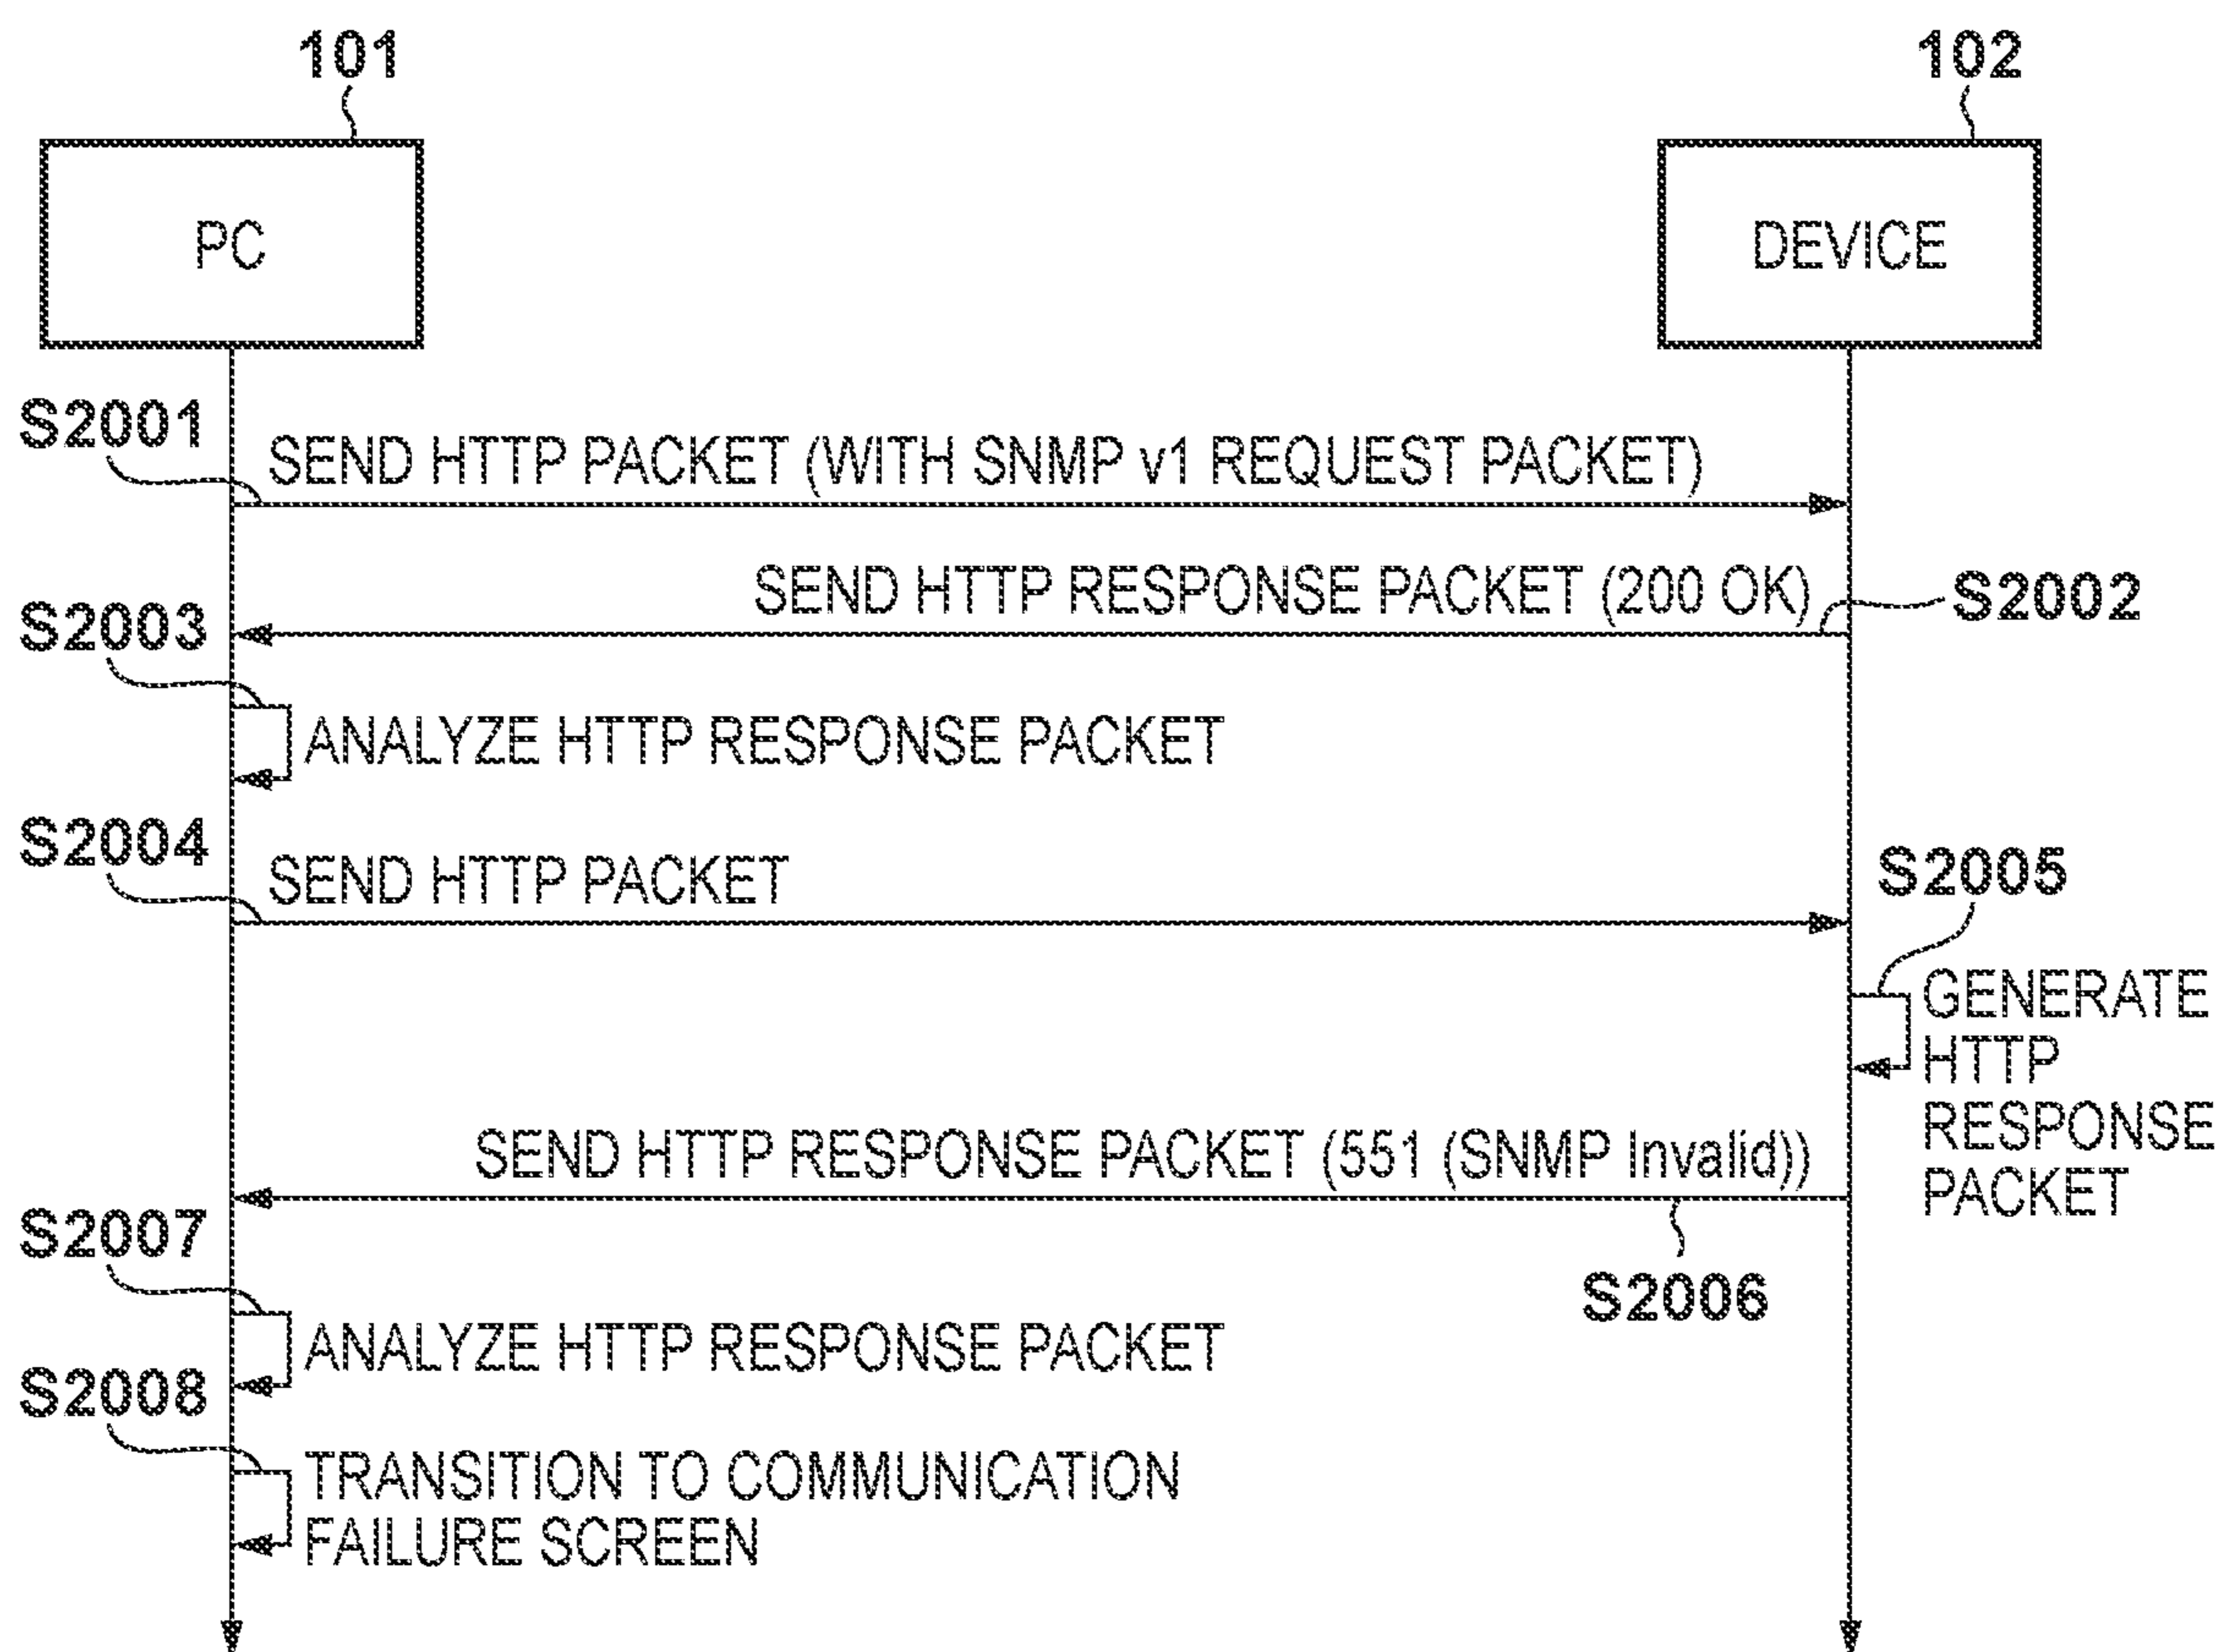 101
102
PC
DEVICE
S2001
SEND HTTP PACKET (WITH SNMP v1 REQUEST PACKET)
SEND HTTP RESPONSE PACKET (200 OK)
S2002
S2003
ANALYZE HTTP RESPONSE PACKET
S2004
SEND HTTP PACKET
S2005
GENERATE
HTTP
RESPONSE
PACKET
SEND HTTP RESPONSE PACKET (551 (SNMP Invalid))
S2006
S2007
ANALYZE HTTP RESPONSE PACKET
S2008
TRANSITION TO COMMUNICATION
FAILURE SCREEN